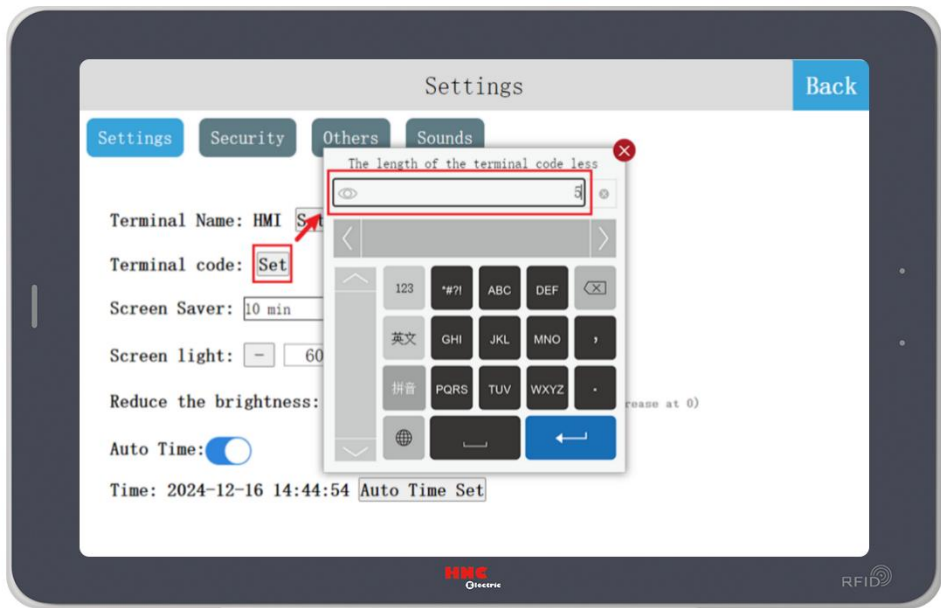 Settings
Back
Settings
Security
Others
Sounds
The length of the terminal code less
5
Terminal Name: HMI
Terminal code: Set
Screen Saver: 10 min
Screen light: - 60
Reduce the brightness:
rease at 0)
Auto Time:
Time: 2024-12-16 14:44:54 Auto Time Set
123
*#?!
ABC
DEF
英文
GHI
JKL
MNO
,
拼音
PQRS
TUV
WXYZ
.
HMC
Electric
RFID